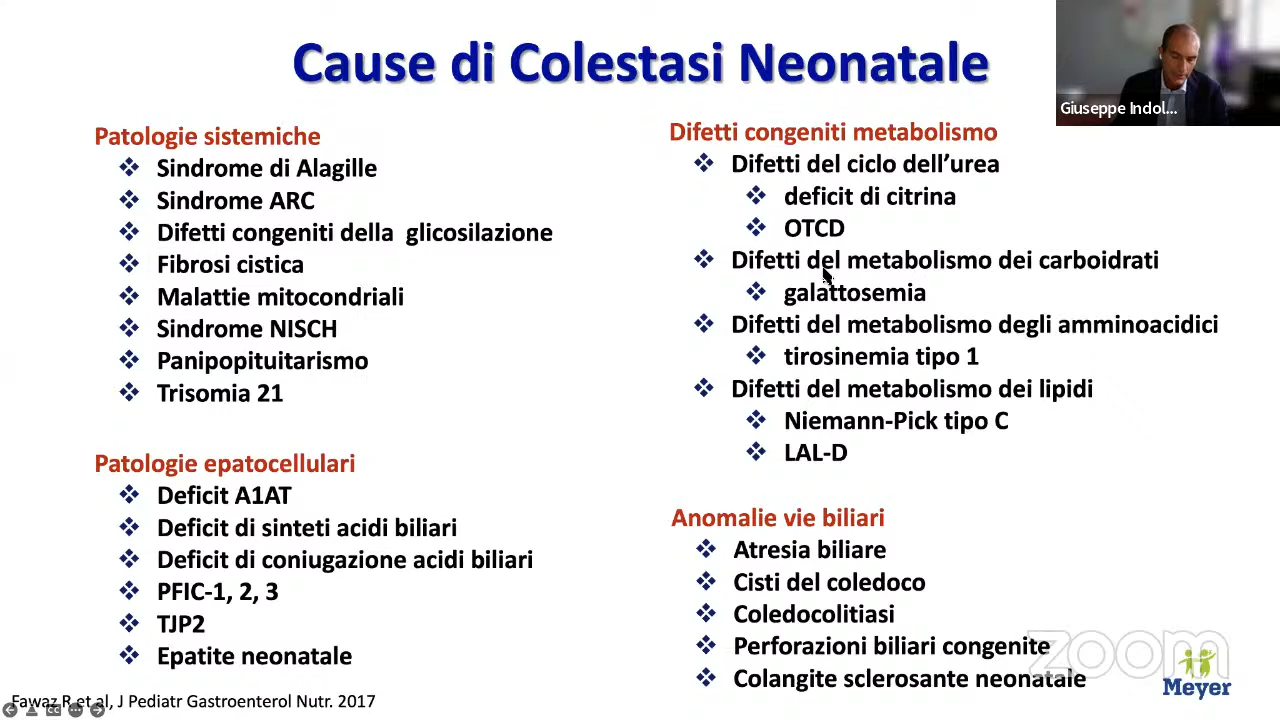 Cause di Colestasi Neonatale
Giuseppe Indol...
Patologie sistemiche
Sindrome di Alagille
Sindrome ARC
Difetti congeniti della glicosilazione
Fibrosi cistica
Malattie mitocondriali
Sindrome NISCH
Panipopituitarismo
Trisomia 21
Patologie epatocellulari
Deficit A1AT
Deficit di sinteti acidi biliari
Deficit di coniugazione acidi biliari
PFIC-1, 2, 3
TJP2
Epatite neonatale
Difetti congeniti metabolismo
Difetti del ciclo dell’urea
deficit di citrina
OTCD
Difetti del metabolismo dei carboidrati
galattosemia
Difetti del metabolismo degli amminoacidici
tirosinemia tipo 1
Difetti del metabolismo dei lipidi
Niemann-Pick tipo C
LAL-D
Anomalie vie biliari
Atresia biliare
Cisti del coledoco
Coledocolitiasi
Perforazioni biliari congenite
Colangite sclerosante neonatale
zoom
Meyer
Fawaz R et al, J Pediatr Gastroenterol Nutr. 2017